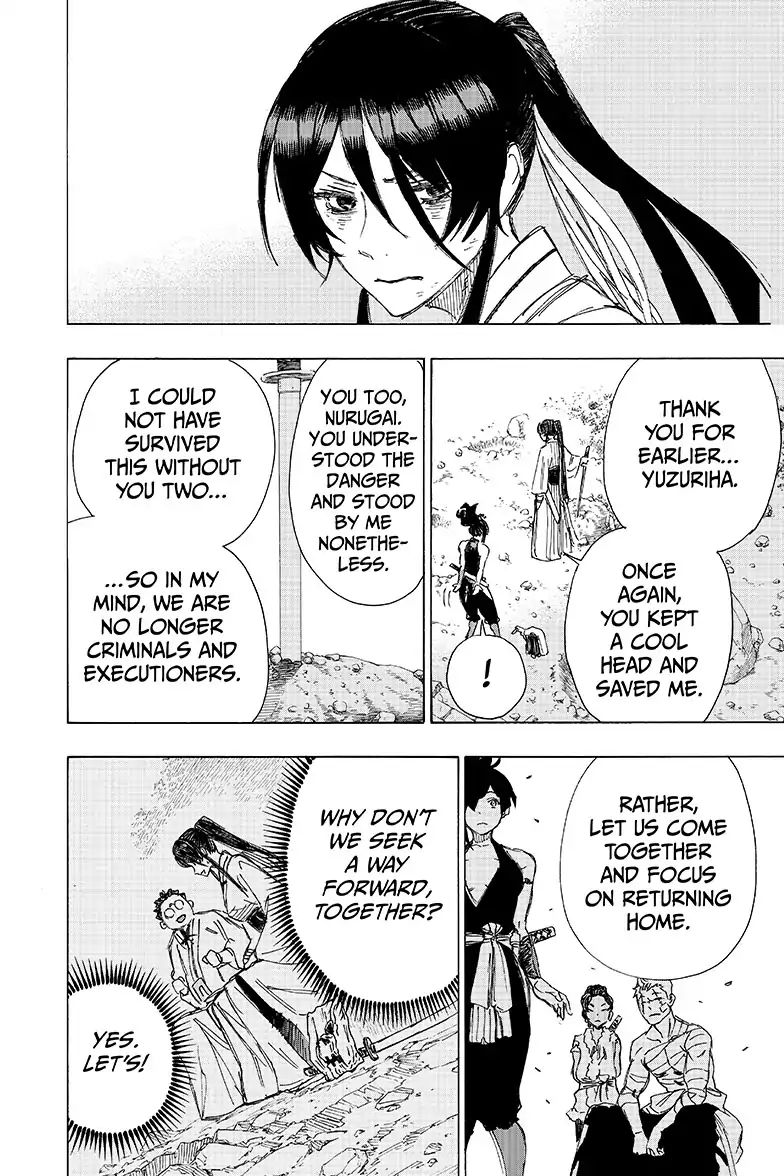 THANK
YOU FOR
EARLIER...
YUZURIHA.
ONCE
AGAIN,
YOU KEPT
A COOL
HEAD AND
SAVED ME.
!
YOU TOO,
NURUGAI.
YOU UNDER-
STOOD THE
DANGER
AND STOOD
BY ME
NONETHE-
LESS.
I COULD
NOT HAVE
SURVIVED
THIS WITHOUT
YOU TWO...
...SO IN MY
MIND, WE ARE
NO LONGER
CRIMINALS AND
EXECUTIONERS.
RATHER,
LET US COME
TOGETHER
AND FOCUS
ON RETURNING
HOME.
WHY DON'T
WE SEEK
A WAY
FORWARD,
TOGETHER?
YES.
LET'S!